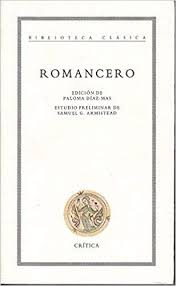 BIBLIOTECA CLÁSICA
ROMANCERO
EDICIÓN DE
PALOMA DÍAZ-MAS
ESTUDIO PRELIMINAR DE
SAMUEL G. ARMISTEAD
CRÍTICA